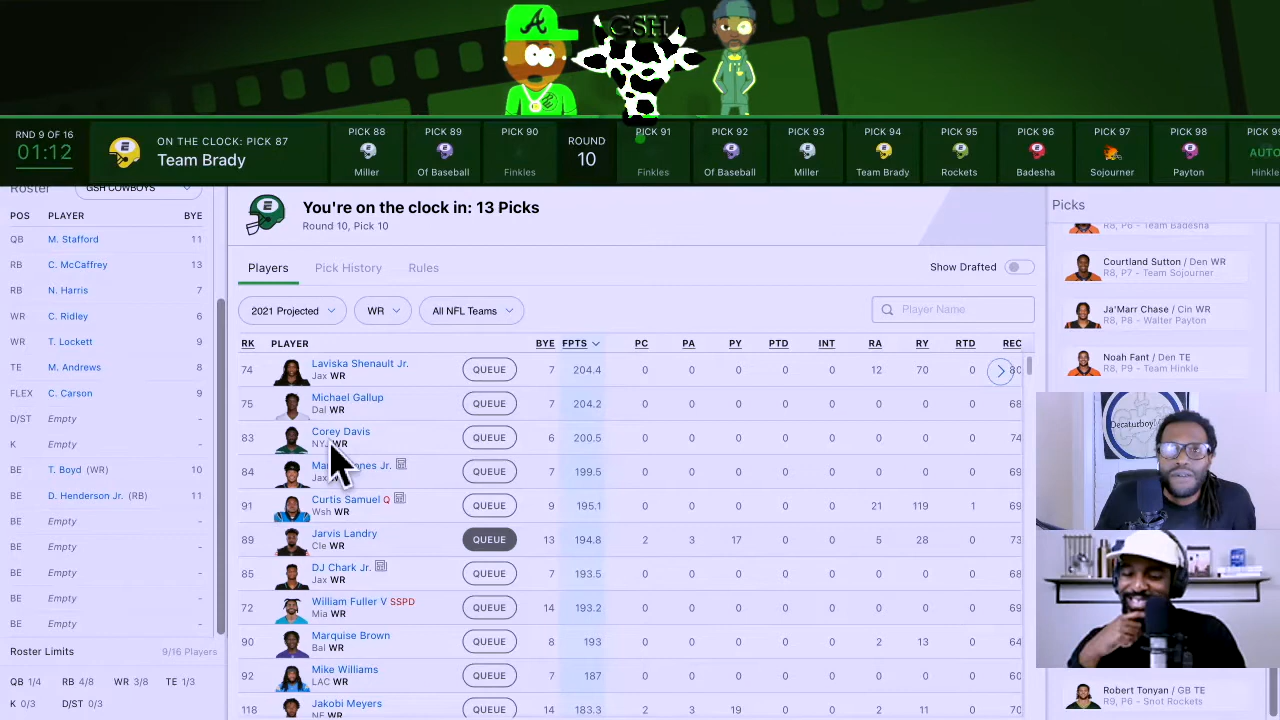 GSH
A
RND 9 OF 16
01:12
ON THE CLOCK: PICK 87
Team Brady
PICK 88
Miller
PICK 89
Of Baseball
PICK 90
Finkles
ROUND
10
PICK 91
Finkles
PICK 92
Of Baseball
PICK 93
Miller
PICK 94
Team Brady
PICK 95
Rockets
PICK 96
Badesha
PICK 97
Sojourner
PICK 98
Payton
AUTO
Hinkle
Roster
GSH COWBOYS
POS PLAYER BYE
QB M. Stafford 11
RB C. McCaffrey 13
RB N. Harris 7
WR C. Ridley 6
WR T. Lockett 9
TE M. Andrews 8
FLEX C. Carson 9
D/ST Empty -
K Empty -
BE T. Boyd (WR) 10
BE D. Henderson Jr. (RB) 11
BE Empty -
BE Empty -
BE Empty -
BE Empty -
BE Empty -
Roster Limits 9/16 Players
QB 1/4 RB 4/8 WR 3/8 TE 1/3
K 0/3 D/ST 0/3
You're on the clock in: 13 Picks
Round 10, Pick 10
Players Pick History Rules
Show Drafted
2021 Projected WR All NFL Teams
Player Name
RK PLAYER BYE FPTS PC PA PY PTD INT RA RY RTD REC
74 Laviska Shenault Jr. QUEUE 7 204.4 0 0 0 0 0 12 70 0 80
Jax WR
75 Michael Gallup QUEUE 7 204.2 0 0 0 0 0 0 0 0 68
Dal WR
83 Corey Davis QUEUE 6 200.5 0 0 0 0 0 0 0 0 74
NYJ WR
84 Jr. QUEUE 7 199.5 0 0 0 0 0 0 0 0 69
Jax
91 Curtis Samuel Q QUEUE 9 195.1 0 0 0 0 0 21 119 1 69
Wsh WR
89 Jarvis Landry QUEUE 13 194.8 2 3 17 0 0 5 28 0 73
Cle WR
85 DJ Chark Jr. QUEUE 7 193.5 0 0 0 0 0 0 0 0 68
Jax WR
72 William Fuller V SSPD QUEUE 14 193.2 0 0 0 0 0 0 0 0 69
Mia WR
90 Marquise Brown QUEUE 8 193 0 0 0 0 0 2 13 0 64
Bal WR
92 Mike Williams QUEUE 7 187 0 0 0 0 0 0 0 0 69
LAC WR
118 Jakobi Meyers QUEUE 14 183.3 2 3 19 0 0 2 11 0 70
NE WR
Picks
R8, P6 - Team Badesha
Courtland Sutton / Den WR
R8, P7 - Team Sojourner
Ja'Marr Chase / Cin WR
R8, P8 - Walter Payton
Noah Fant / Den TE
R8, P9 - Team Hinkle
Decaturboy
Robert Tonyan / GB TE
R9, P6 - Snot Rockets